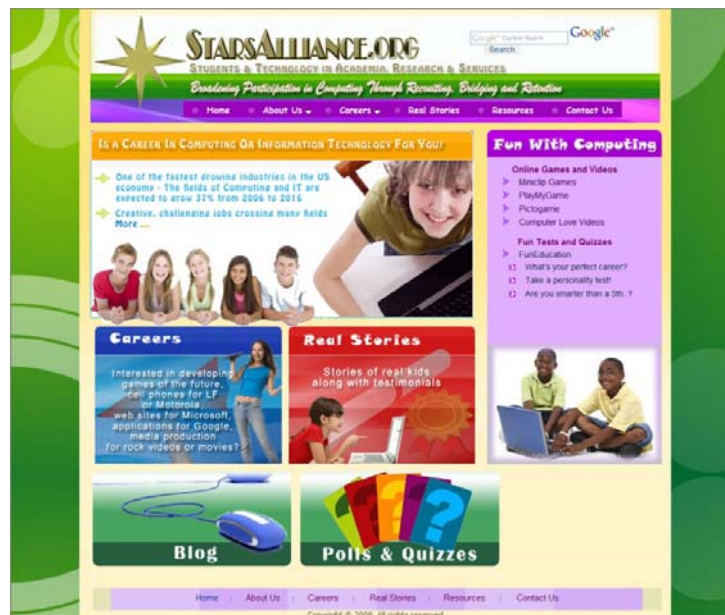 STARSALLIANCE.ORG
STUDENTS & TECHNOLOGY IN ACADEMIA, RESEARCH & SERVICES
Google™ Custom Search
Google™
Search
Broadening Participation in Computing Through Recruiting, Bridging and Retention
Home
About Us
Careers
Real Stories
Resources
Contact Us
IS A CAREER IN COMPUTING OR INFORMATION TECHNOLOGY FOR YOU?
One of the fastest growing industries in the US
economy - The fields of Computing and IT are
expected to grow 37% from 2006 to 2016
Creative, challenging jobs crossing many fields
More ....
Fun With Computing
Online Games and Videos
Miniclip Games
PlayMyGame
Pictogame
Computer Love Videos
Fun Tests and Quizzes
FunEducation
What's your perfect career?
Take a personality test!
Are you smarter than a 5th..?
Careers
Interested in developing
games of the future,
cell phones for LF
or Motorola,
web sites for Microsoft,
applications for Google,
media production
for rock videos or movies?
Real Stories
Stories of real kids
along with testimonials
Blog
Polls & Quizzes
Home | About Us | Careers | Real Stories | Resources | Contact Us